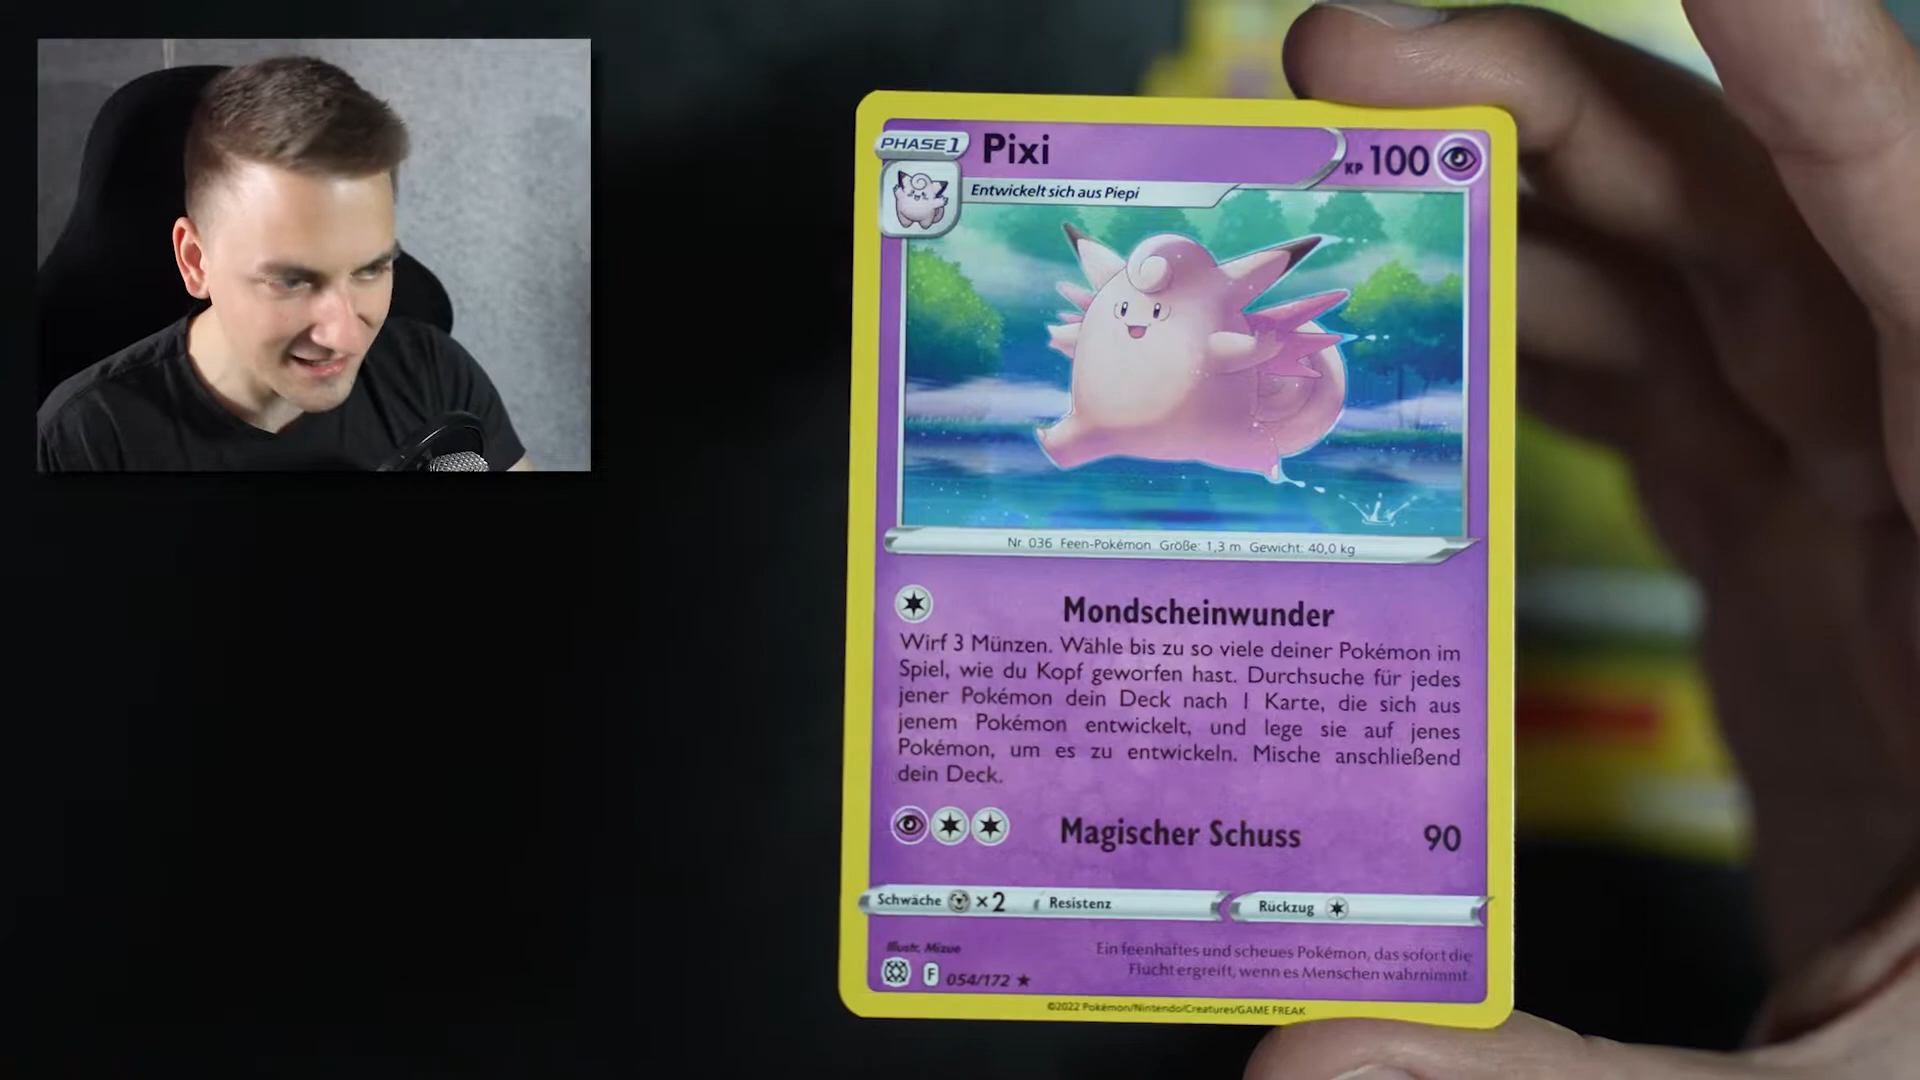 PHASE 1 Pixi KP 100
Entwickelt sich aus Piepi
Nr. 036 Feen-Pokémon Größe: 1,3 m Gewicht: 40,0 kg
Mondscheinwunder
Wirf 3 Münzen. Wähle bis zu so viele deiner Pokémon im
Spiel, wie du Kopf geworfen hast. Durchsuche für jedes
jener Pokémon dein Deck nach 1 Karte, die sich aus
jenem Pokémon entwickelt, und lege sie auf jenes
Pokémon, um es zu entwickeln. Mische anschließend
dein Deck.
Magischer Schuss 90
Schwäche ×2 Resistenz Rückzug
Illustr. Mizue
Ein feenhaftes und scheues Pokémon, das sofort die
Flucht ergreift, wenn es Menschen wahrnimmt.
F 054/172 ★
©2022 Pokémon/Nintendo/Creatures/GAME FREAK